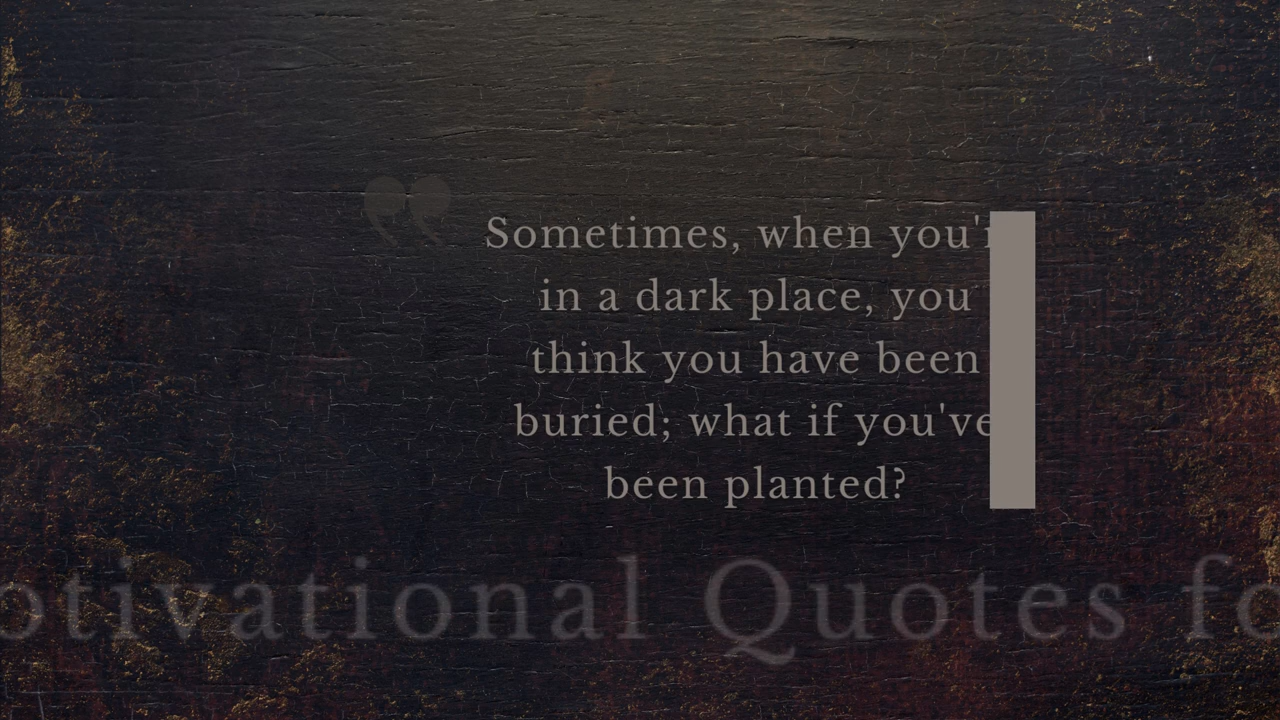 Sometimes, when you'r
in a dark place, you
think you have been
buried; what if you've
been planted?
otivational Quotes fo